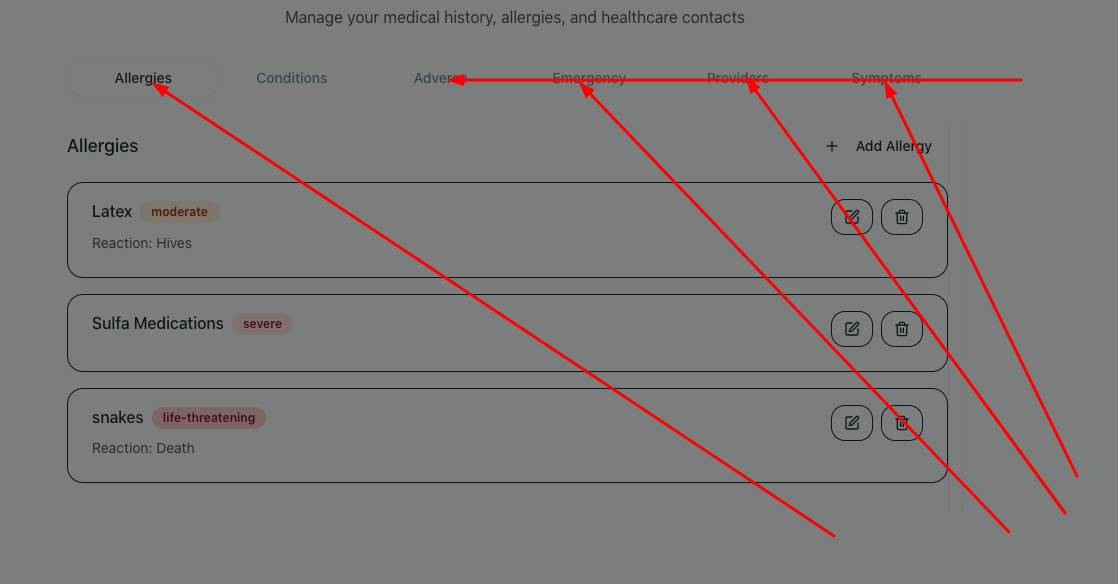 Manage your medical history, allergies, and healthcare contacts
Allergies Conditions Adverse Emergency Providers Symptoms
Allergies
+ Add Allergy
Latex moderate
Reaction: Hives
Sulfa Medications severe
snakes life-threatening
Reaction: Death